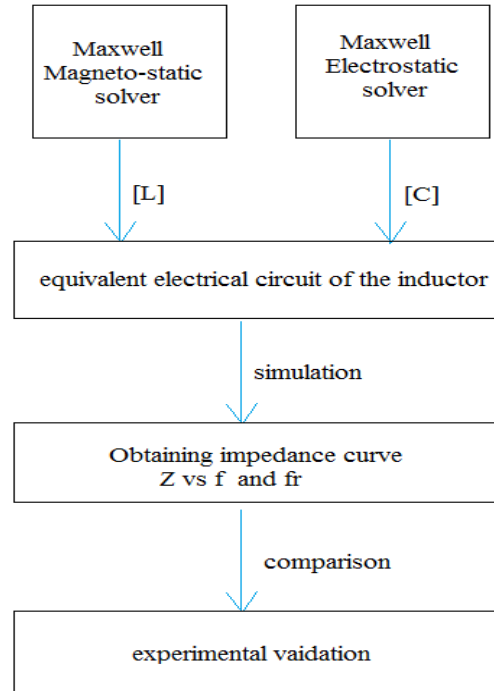 Maxwell
Magneto-static
solver
Maxwell
Electrostatic
solver
[L]
[C]
equivalent electrical circuit of the inductor
simulation
Obtaining impedance curve
Z vs f and fr
comparison
experimental vaidation